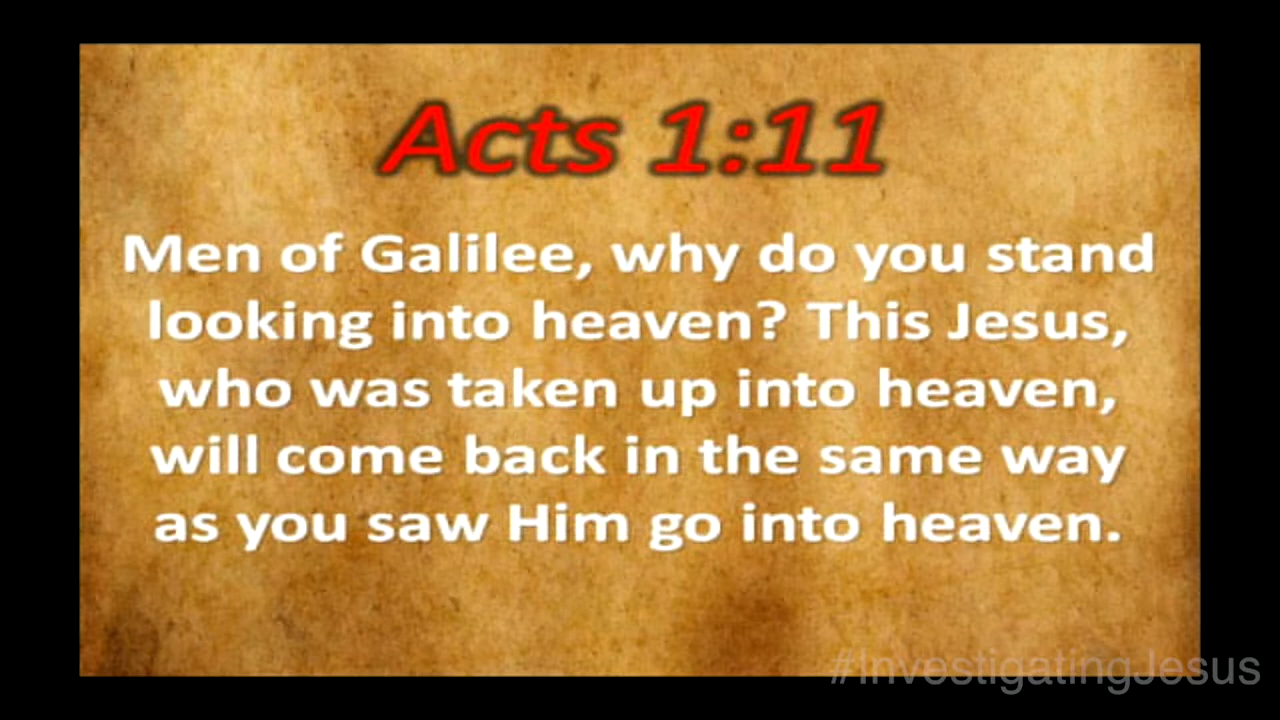 Acts 1:11
Men of Galilee, why do you stand
looking into heaven? This Jesus,
who was taken up into heaven,
will come back in the same way
as you saw Him go into heaven.
#InvestigatingJesus